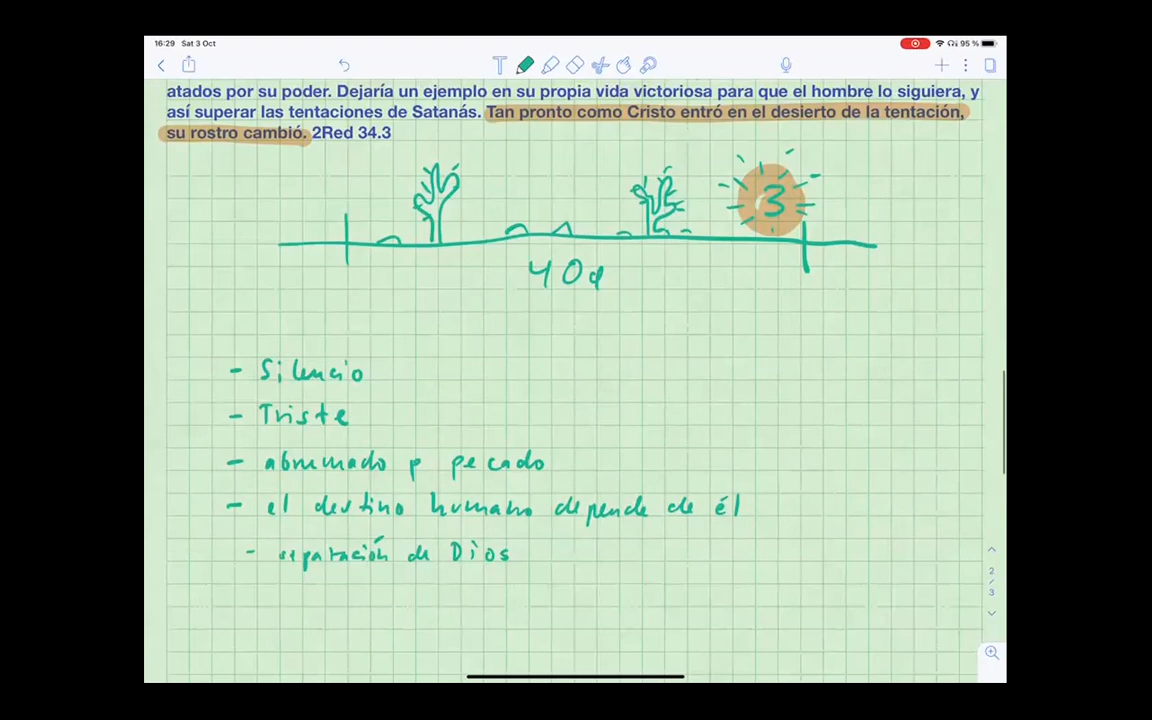 16:29 Sat 3 Oct
95 %
atados por su poder. Dejaría un ejemplo en su propia vida victoriosa para que el hombre lo siguiera, y
así superar las tentaciones de Satanás. Tan pronto como Cristo entró en el desierto de la tentación,
su rostro cambió. 2Red 34.3
3
40d
- Silencio
- Triste
- abrumado p pecado
- el destino humano depende de él
- separación de Dios
2
/
3